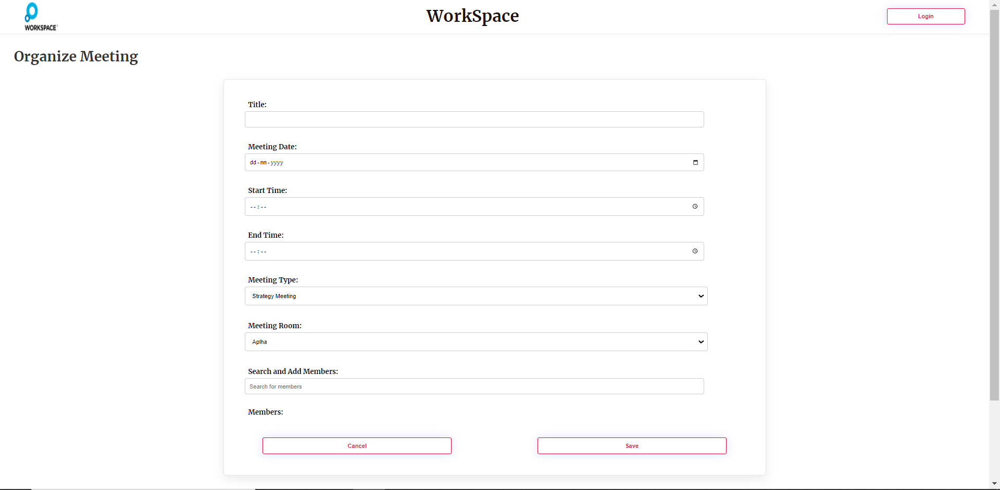 WORKSPACE
WorkSpace
Login
Organize Meeting
Title:
Meeting Date:
dd-mm-yyyy
Start Time:
--:--
End Time:
--:--
Meeting Type:
Strategy Meeting
Meeting Room:
Aplha
Search and Add Members:
Search for members
Members:
Cancel
Save